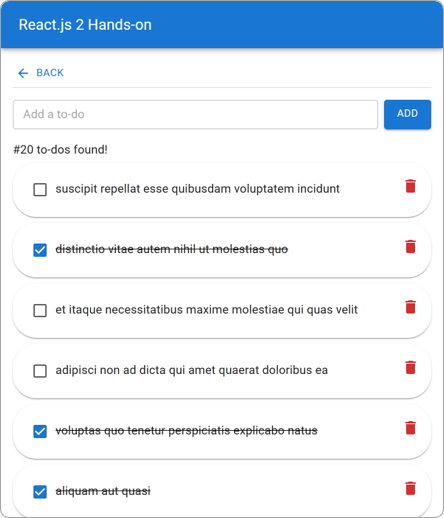 React.js 2 Hands-on
BACK
Add a to-do
ADD
#20 to-dos found!
suscipit repellat esse quibusdam voluptatem incidunt
distinctio vitae autem nihil ut molestias quo
et itaque necessitatibus maxime molestiae qui quas velit
adipisci non ad dicta qui amet quaerat doloribus ea
voluptas quo tenetur perspiciatis explicabo natus
aliquam aut quasi